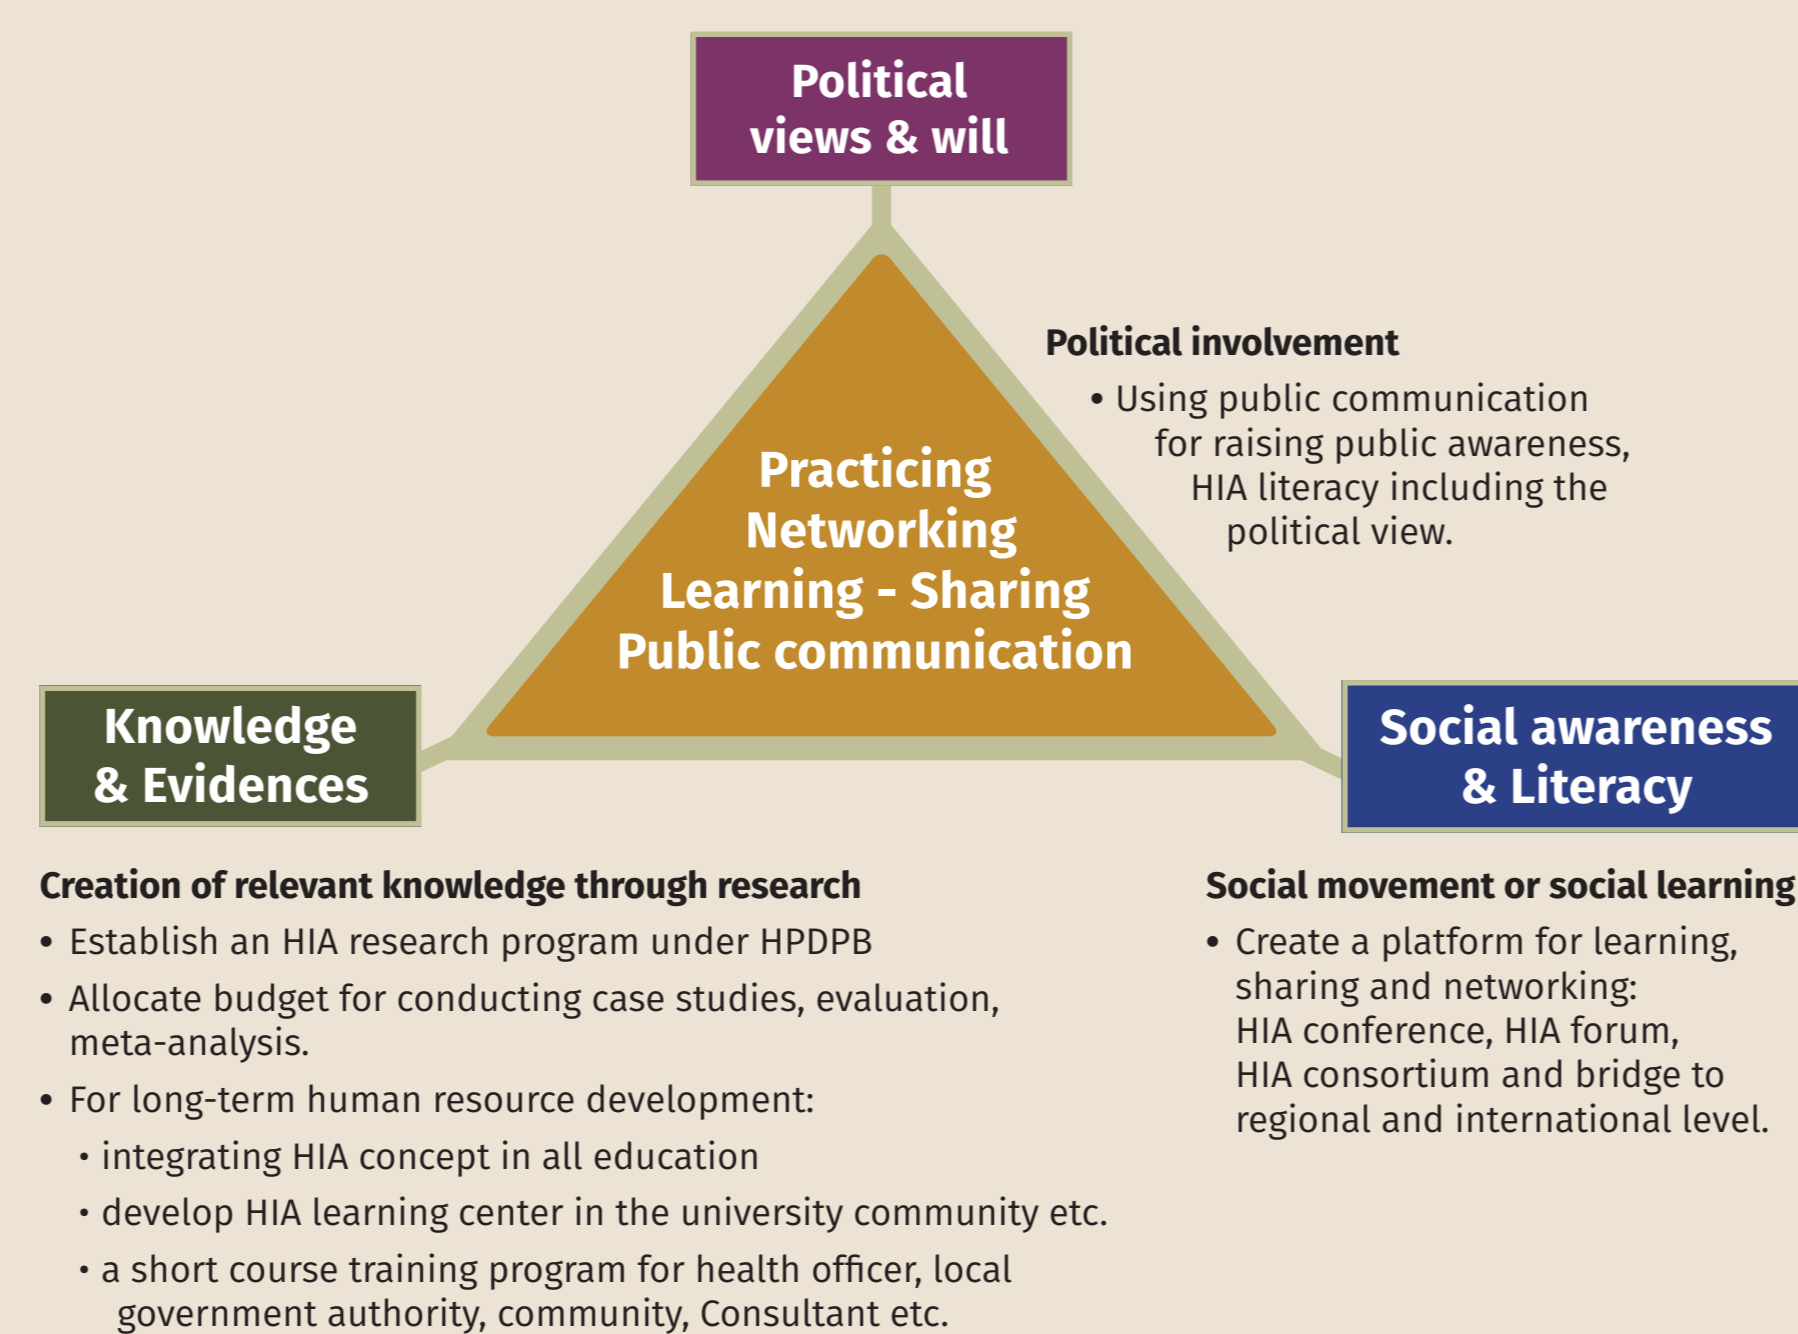 Political
views & will
Political involvement
• Using public communication
for raising public awareness,
HIA literacy including the
political view.
Practicing
Networking
Learning - Sharing
Public communication
Knowledge
& Evidences
Social awareness
& Literacy
Creation of relevant knowledge through research
• Establish an HIA research program under HPDPB
• Allocate budget for conducting case studies, evaluation,
meta-analysis.
• For long-term human resource development:
• integrating HIA concept in all education
• develop HIA learning center in the university community etc.
• a short course training program for health officer, local
government authority, community, Consultant etc.
Social movement or social learning
• Create a platform for learning,
sharing and networking:
HIA conference, HIA forum,
HIA consortium and bridge to
regional and international level.